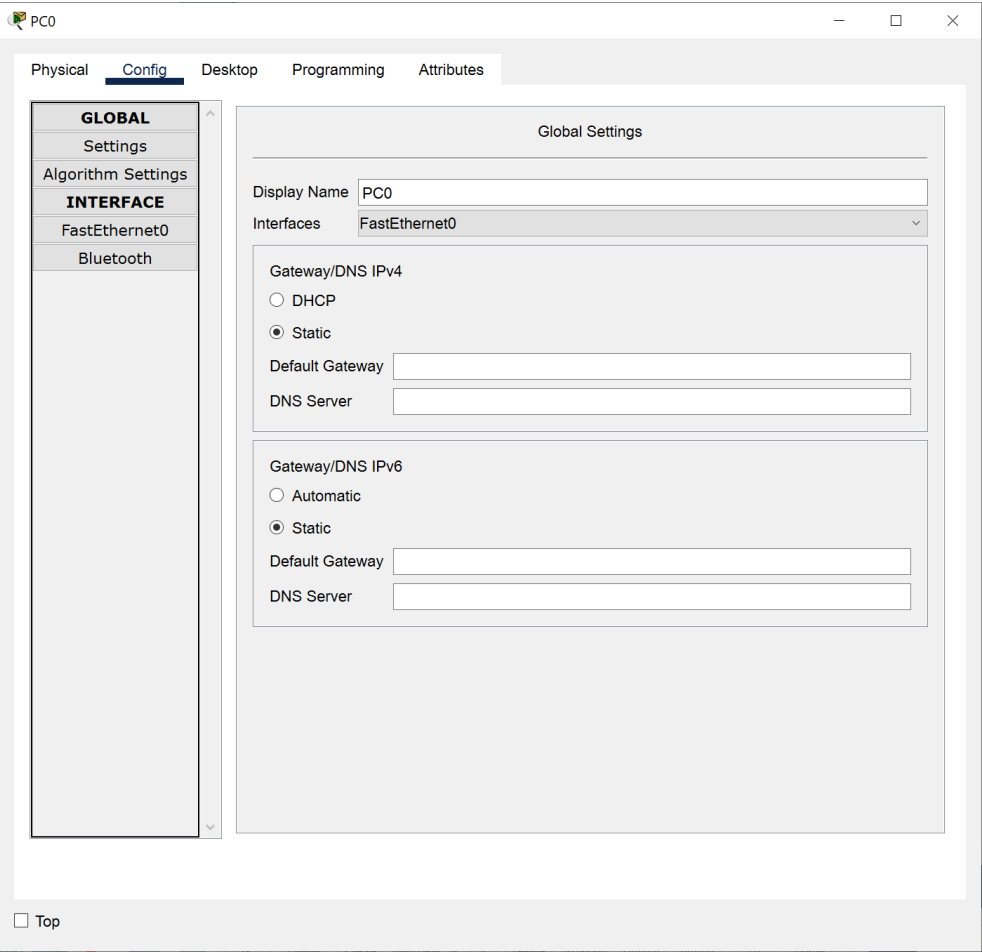 PC0
Physical Config Desktop Programming Attributes
GLOBAL
Settings
Algorithm Settings
INTERFACE
FastEthernet0
Bluetooth
Global Settings
Display Name PC0
Interfaces FastEthernet0
Gateway/DNS IPv4
DHCP
Static
Default Gateway
DNS Server
Gateway/DNS IPv6
Automatic
Static
Default Gateway
DNS Server
Top